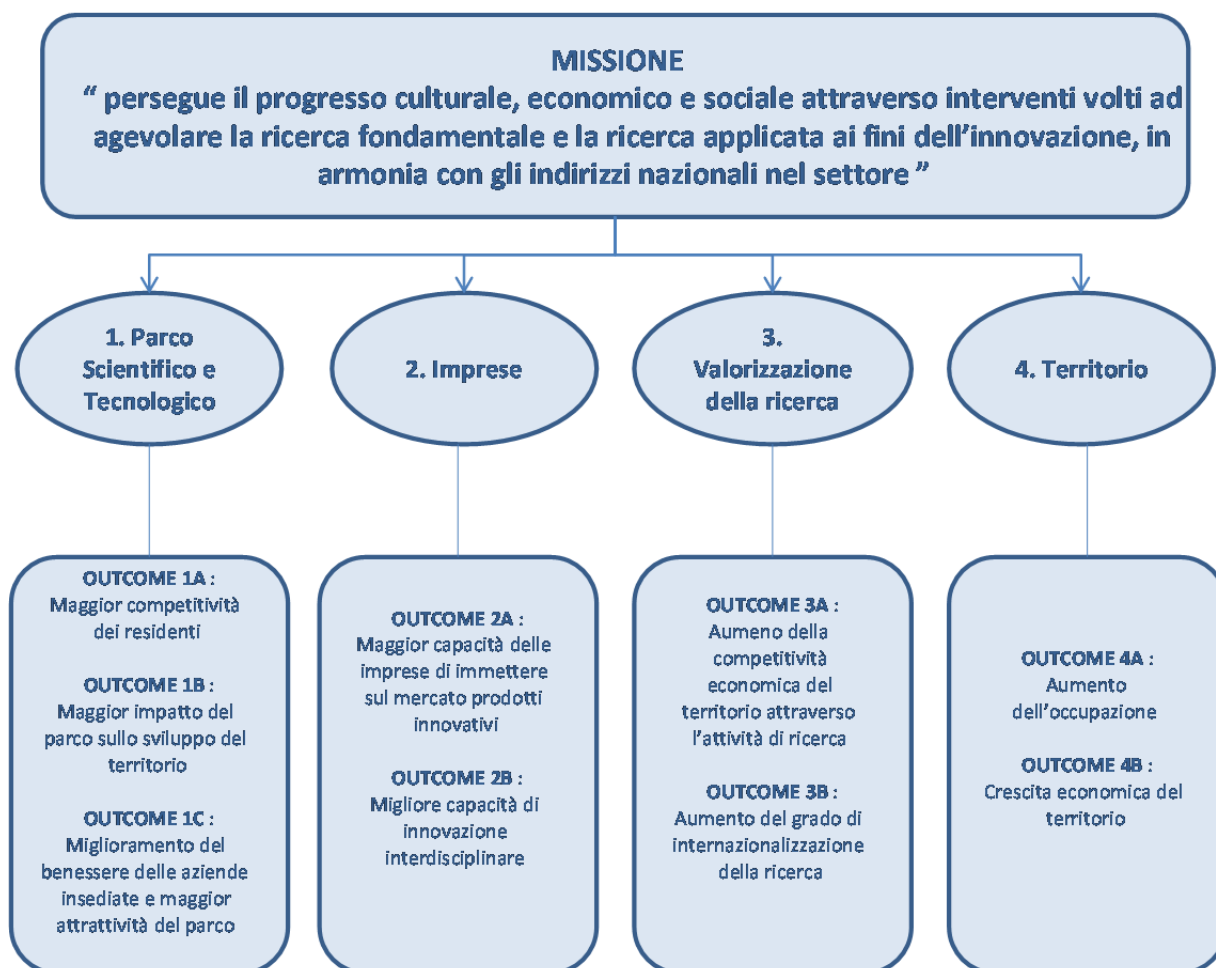 MISSIONE
“ persegue il progresso culturale, economico e sociale attraverso interventi volti ad
agevolare la ricerca fondamentale e la ricerca applicata ai fini dell’innovazione, in
armonia con gli indirizzi nazionali nel settore ”
1. Parco
Scientifico e
Tecnologico
2. Imprese
3.
Valorizzazione
della ricerca
4. Territorio
OUTCOME 1A :
Maggior competitività
dei residenti
OUTCOME 1B :
Maggior impatto del
parco sullo sviluppo del
territorio
OUTCOME 1C :
Miglioramento del
benessere delle aziende
insediate e maggior
attrattività del parco
OUTCOME 2A :
Maggior capacità delle
imprese di immettere
sul mercato prodotti
innovativi
OUTCOME 2B :
Migliore capacità di
innovazione
interdisciplinare
OUTCOME 3A :
Aumeno della
competitività
economica del
territorio attraverso
l’attività di ricerca
OUTCOME 3B :
Aumento del grado di
internazionalizzazione
della ricerca
OUTCOME 4A :
Aumento
dell’occupazione
OUTCOME 4B :
Crescita economica del
territorio